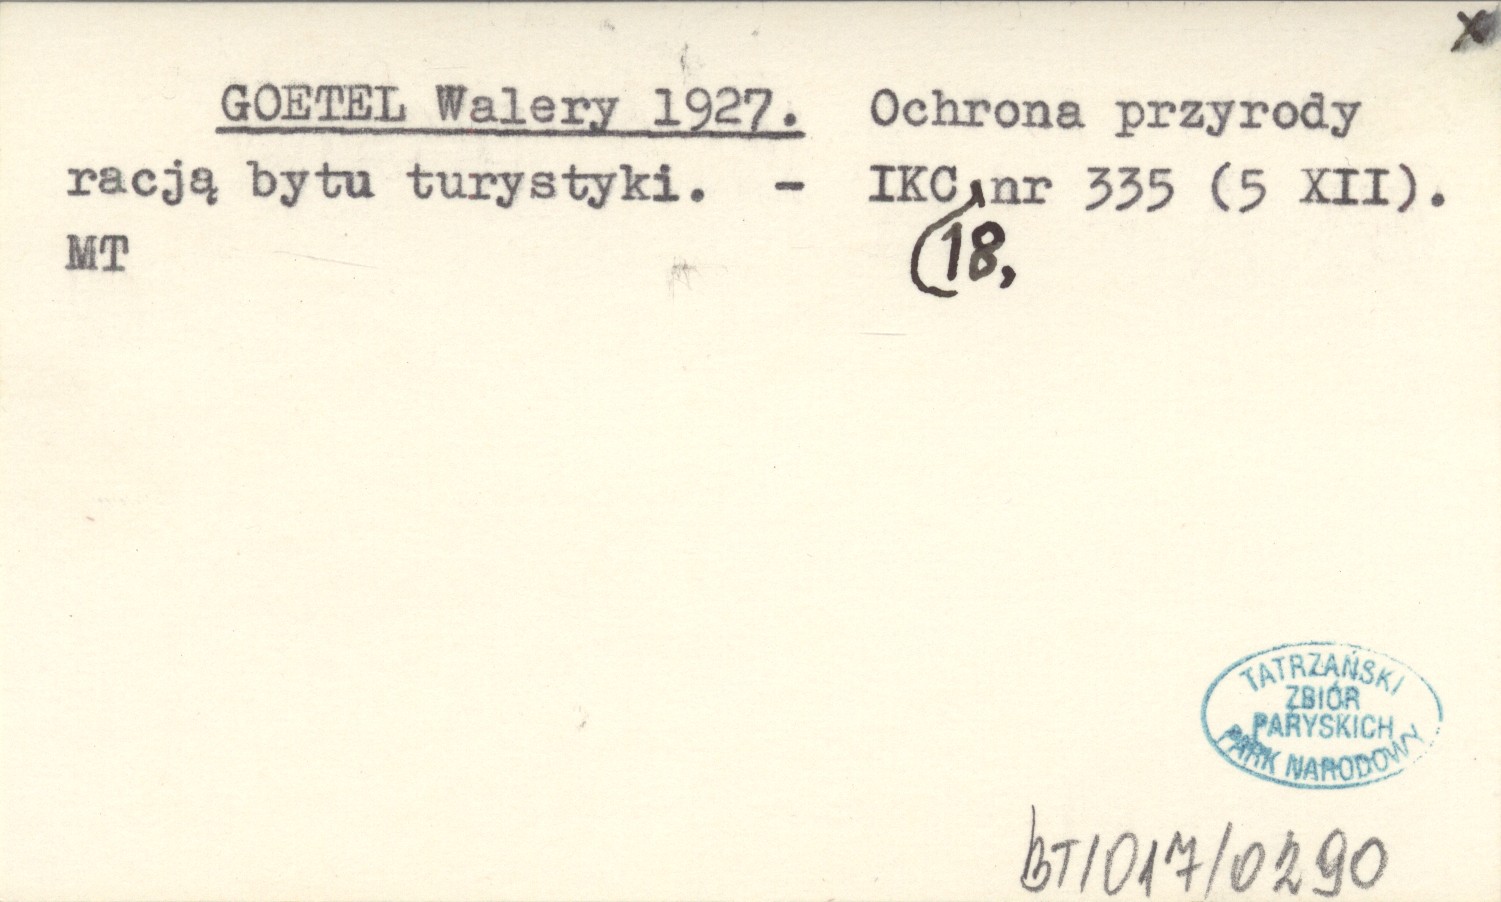 x
GOETEL Walery 1927. Ochrona przyrody
racją bytu turystyki. - IKC, nr 335 (5 XII).
18,
MT
TATRZAŃSKI
ZBIÓR
PARYSKICH
PARK NARODOWY
BT/017/0290